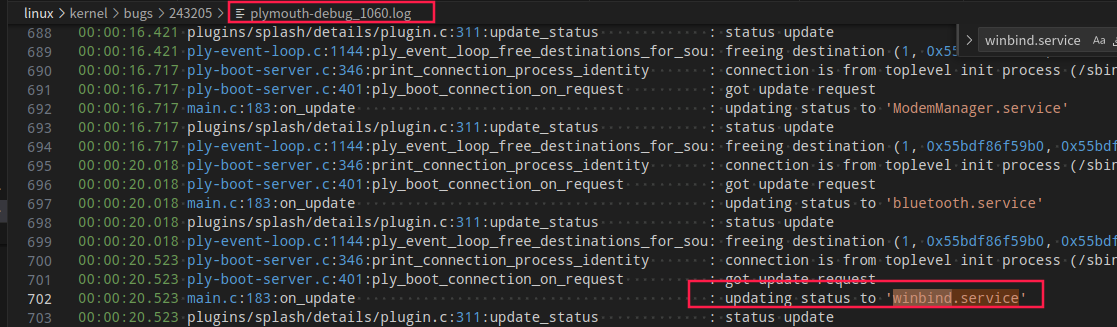 linux > kernel > bugs > 243205 > plymouth-debug_1060.log
688 00:00:16.421 plugins/splash/details/plugin.c:311:update_status : status update
689 00:00:16.421 ply-event-loop.c:1144:ply_event_loop_free_destinations_for_sou: freeing destination (1, 0x55
winbind.service Aa
690 00:00:16.717 ply-boot-server.c:346:print_connection_process_identity : connection is from toplevel init process (/sbin
691 00:00:16.717 ply-boot-server.c:401:ply_boot_connection_on_request : got update request
692 00:00:16.717 main.c:183:on_update : updating status to 'ModemManager.service'
693 00:00:16.717 plugins/splash/details/plugin.c:311:update_status : status update
694 00:00:16.717 ply-event-loop.c:1144:ply_event_loop_free_destinations_for_sou: freeing destination (1, 0x55bdf86f59b0, 0x55bdf
695 00:00:20.018 ply-boot-server.c:346:print_connection_process_identity : connection is from toplevel init process (/sbin
696 00:00:20.018 ply-boot-server.c:401:ply_boot_connection_on_request : got update request
697 00:00:20.018 main.c:183:on_update : updating status to 'bluetooth.service'
698 00:00:20.018 plugins/splash/details/plugin.c:311:update_status : status update
699 00:00:20.018 ply-event-loop.c:1144:ply_event_loop_free_destinations_for_sou: freeing destination (1, 0x55bdf86f59b0, 0x55bdf
700 00:00:20.523 ply-boot-server.c:346:print_connection_process_identity : connection is from toplevel init process (/sbin
701 00:00:20.523 ply-boot-server.c:401:ply_boot_connection_on_request : got update request
702 00:00:20.523 main.c:183:on_update : updating status to 'winbind.service'
703 00:00:20.523 plugins/splash/details/plugin.c:311:update_status : status update